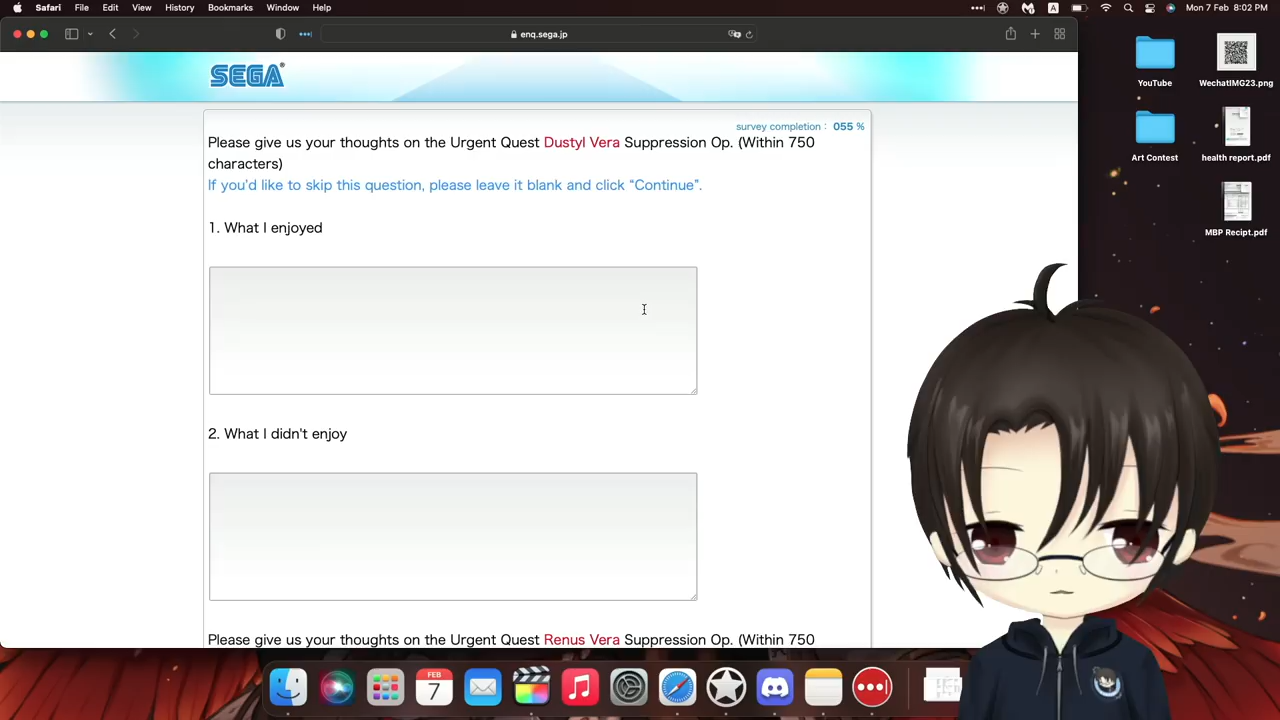 Safari File Edit View History Bookmarks Window Help
A
Mon 7 Feb 8:02 PM
enq.sega.jp
SEGA®
survey completion : 055 %
Please give us your thoughts on the Urgent Quest Dustyl Vera Suppression Op. (Within 750
characters)
If you'd like to skip this question, please leave it blank and click “Continue”.
1. What I enjoyed
2. What I didn't enjoy
Please give us your thoughts on the Urgent Quest Renus Vera Suppression Op. (Within 750
YouTube
WechatIMG23.png
Art Contest
health report.pdf
MBP Recipt.pdf
FEB
7